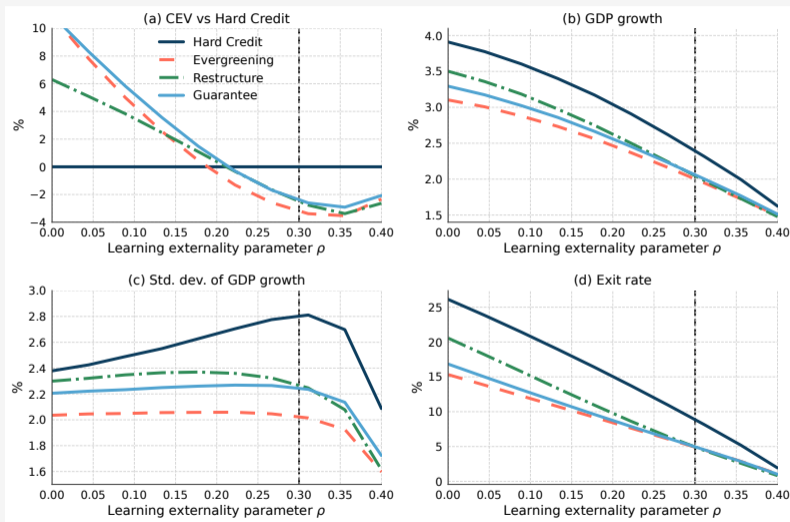 (a) CEV vs Hard Credit
10
8
6
4
2
0
−2
−4
%
Hard Credit
Evergreening
Restructure
Guarantee
0.00 0.05 0.10 0.15 0.20 0.25 0.30 0.35 0.40
Learning externality parameter ρ
(b) GDP growth
4.0
3.5
3.0
2.5
2.0
1.5
%
0.00 0.05 0.10 0.15 0.20 0.25 0.30 0.35 0.40
Learning externality parameter ρ
(c) Std. dev. of GDP growth
3.0
2.8
2.6
2.4
2.2
2.0
1.8
1.6
%
0.00 0.05 0.10 0.15 0.20 0.25 0.30 0.35 0.40
Learning externality parameter ρ
(d) Exit rate
25
20
15
10
5
0
%
0.00 0.05 0.10 0.15 0.20 0.25 0.30 0.35 0.40
Learning externality parameter ρ